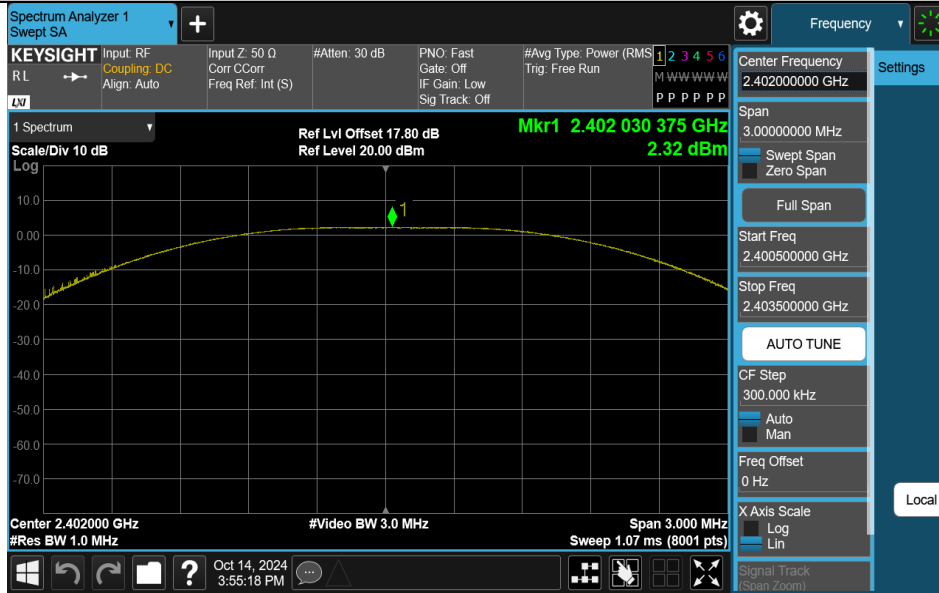 Spectrum Analyzer 1
Swept SA
+
Frequency
KEYSIGHT
R L
LXI
Input: RF
Coupling: DC
Align: Auto
Input Z: 50 Ω
Corr CCorr
Freq Ref: Int (S)
#Atten: 30 dB
PNO: Fast
Gate: Off
IF Gain: Low
Sig Track: Off
#Avg Type: Power (RMS
Trig: Free Run
1 2 3 4 5 6
M W W W W W
P P P P P P
Center Frequency
2.402000000 GHz
Settings
Span
3.00000000 MHz
Swept Span
Zero Span
Full Span
Start Freq
2.400500000 GHz
Stop Freq
2.403500000 GHz
AUTO TUNE
CF Step
300.000 kHz
Auto
Man
Freq Offset
0 Hz
X Axis Scale
Log
Lin
Signal Track
(Span Zoom)
Local
1 Spectrum
Scale/Div 10 dB
Ref Lvl Offset 17.80 dB
Ref Level 20.00 dBm
Mkr1 2.402 030 375 GHz
2.32 dBm
Log
1
10.0
0.00
-10.0
-20.0
-30.0
-40.0
-50.0
-60.0
-70.0
Center 2.402000 GHz
#Video BW 3.0 MHz
Span 3.000 MHz
#Res BW 1.0 MHz
Sweep 1.07 ms (8001 pts)
?
Oct 14, 2024
3:55:18 PM